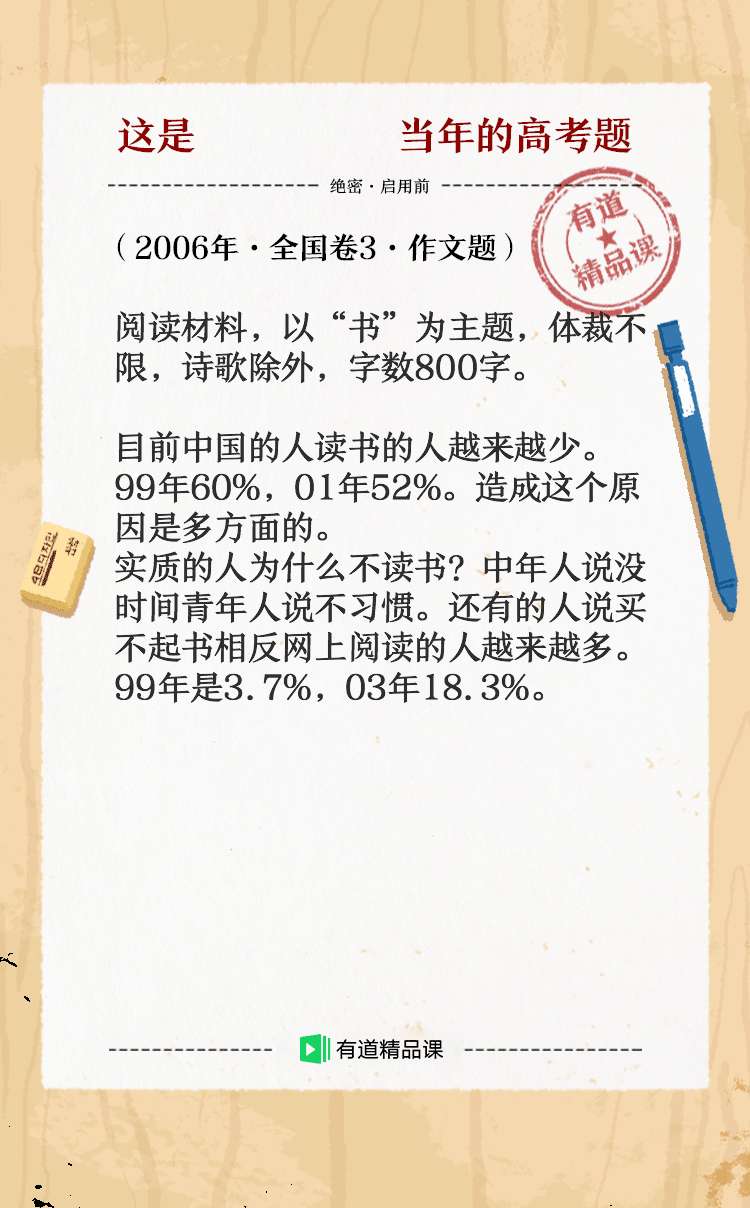 这是 当年的高考题
绝密·启用前
有道
精品课
(2006年·全国卷3·作文题)
阅读材料，以“书”为主题，体裁不
限，诗歌除外，字数800字。
目前中国的人读书的人越来越少。
99年60%，01年52%。造成这个原
因是多方面的。
实质的人为什么不读书？中年人说没
时间青年人说不习惯。还有的人说买
不起书相反网上阅读的人越来越多。
99年是3.7%，03年18.3%。
有道精品课